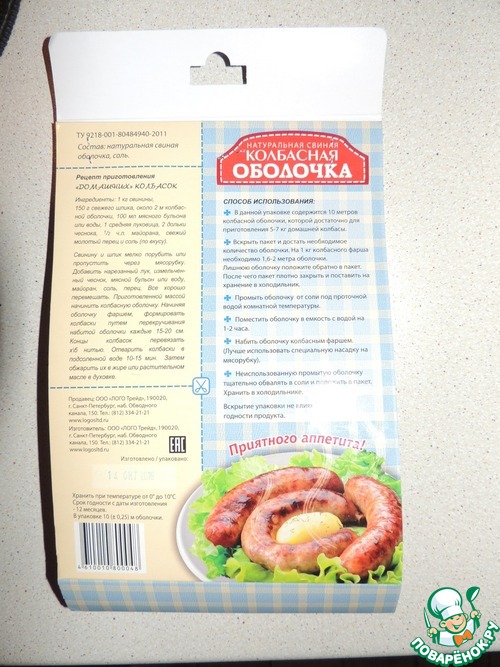 ТУ 9218-001-80484940-2011
Состав: натуральная свиная
оболочка, соль.
Рецепт приготовления
«ДОМАШНИХ» КОЛБАСОК
Ингредиенты: 1 кг свинины,
150 г свежего шпика, около 2 м колбас-
ной оболочки, 100 мл мясного бульона
или воды, 1 средняя луковица, 2 дольки
чеснока, 1/2 ч.л. майорана, свежий
молотый перец и соль (по вкусу).
Свинину и шпик мелко порубить или
пропустить через мясорубку.
Добавить нарезанный лук, измельчен-
ный чеснок, мясной бульон или воду,
майоран, соль, перец. Все хорошо
перемешать. Приготовленной массой
начинить колбасную оболочку. Начиняя
оболочку фаршем, формировать
колбаски путем перекручивания
набитой оболочки каждые 15-20 см.
Концы колбасок перевязать
х/б нитью. Отварить колбаски в
подсоленной воде 10-15 мин. Затем
обжарить их в жире или растительном
масле в духовке.
Продавец: ООО «ЛОГО Трейд», 190020,
г. Санкт-Петербург, наб. Обводного
канала, 150. Тел.: (812) 334-21-21
www.logosltd.ru
Изготовитель: ООО «ЛОГО Трейд», 190020,
г. Санкт-Петербург, наб. Обводного
канала, 150. Тел.: (812) 334-21-21
www.logosltd.ru
EAC
Изготовлено / упаковано:
Хранить при температуре от 0° до 10°С
Срок годности с даты изготовления
- 12 месяцев.
В упаковке 10 (± 0,25) м оболочки.
4610010800048
НАТУРАЛЬНАЯ СВИНАЯ
КОЛБАСНАЯ
ОБОЛОЧКА
СПОСОБ ИСПОЛЬЗОВАНИЯ:
В данной упаковке содержится 10 метров
колбасной оболочки, которой достаточно для
приготовления 5-7 кг домашней колбасы.
Вскрыть пакет и достать необходимое
количество оболочки. На 1 кг колбасного фарша
необходимо 1,6-2 метра оболочки.
Лишнюю оболочку положите обратно в пакет.
После чего пакет плотно закрыть и поставить на
хранение в холодильник.
Промыть оболочку от соли под проточной
водой комнатной температуры.
Поместить оболочку в емкость с водой на
1-2 часа.
Набить оболочку колбасным фаршем.
(Лучше использовать специальную насадку на
мясорубку).
Неиспользованную промытую оболочку
тщательно обвалять в соли и в пакет.
Хранить в холодильнике.
Вскрытие упаковки не
годности продукта.
Приятного аппетита!
ПОВАРЁНОК.РУ